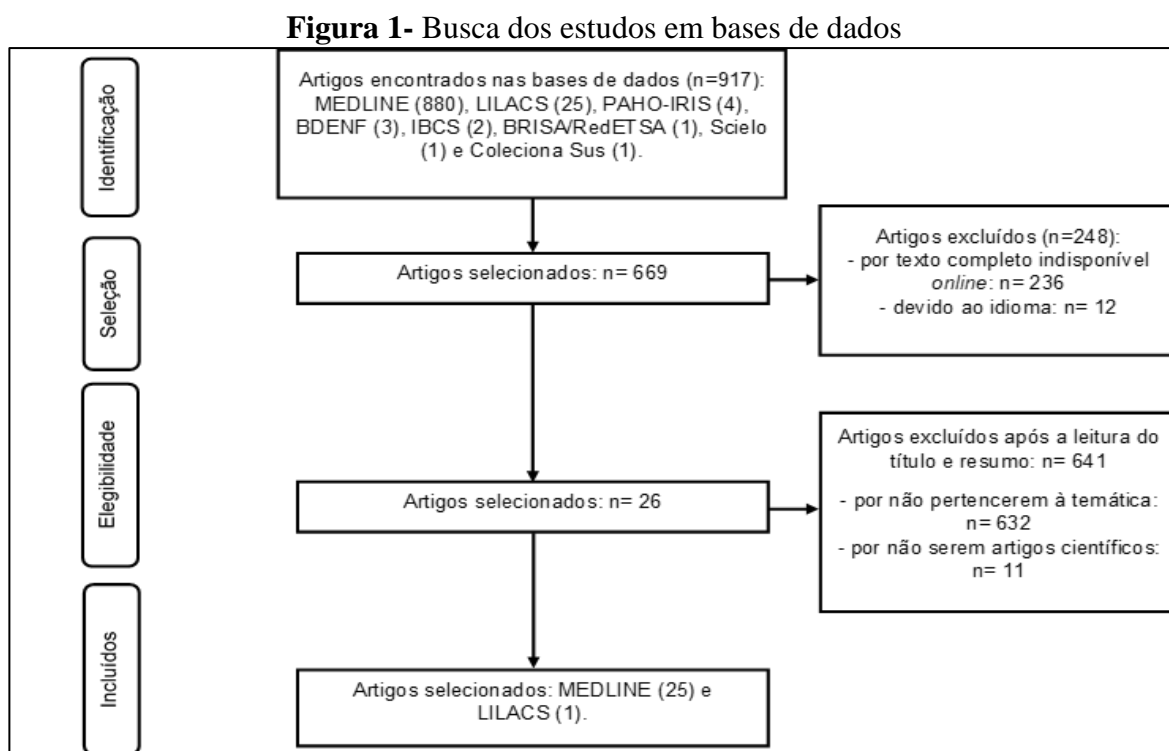 Figura 1- Busca dos estudos em bases de dados
Identificação
Artigos encontrados nas bases de dados (n=917):
MEDLINE (880), LILACS (25), PAHO-IRIS (4),
BDENF (3), IBCS (2), BRISA/RedETSA (1), Scielo
(1) e Coleciona Sus (1).
Seleção
Artigos selecionados: n= 669
Artigos excluídos (n=248):
- por texto completo indisponível
online: n= 236
- devido ao idioma: n= 12
Elegibilidade
Artigos selecionados: n= 26
Artigos excluídos após a leitura do
título e resumo: n= 641
- por não pertencerem à temática:
n= 632
- por não serem artigos científicos:
n= 11
Incluídos
Artigos selecionados: MEDLINE (25) e
LILACS (1).